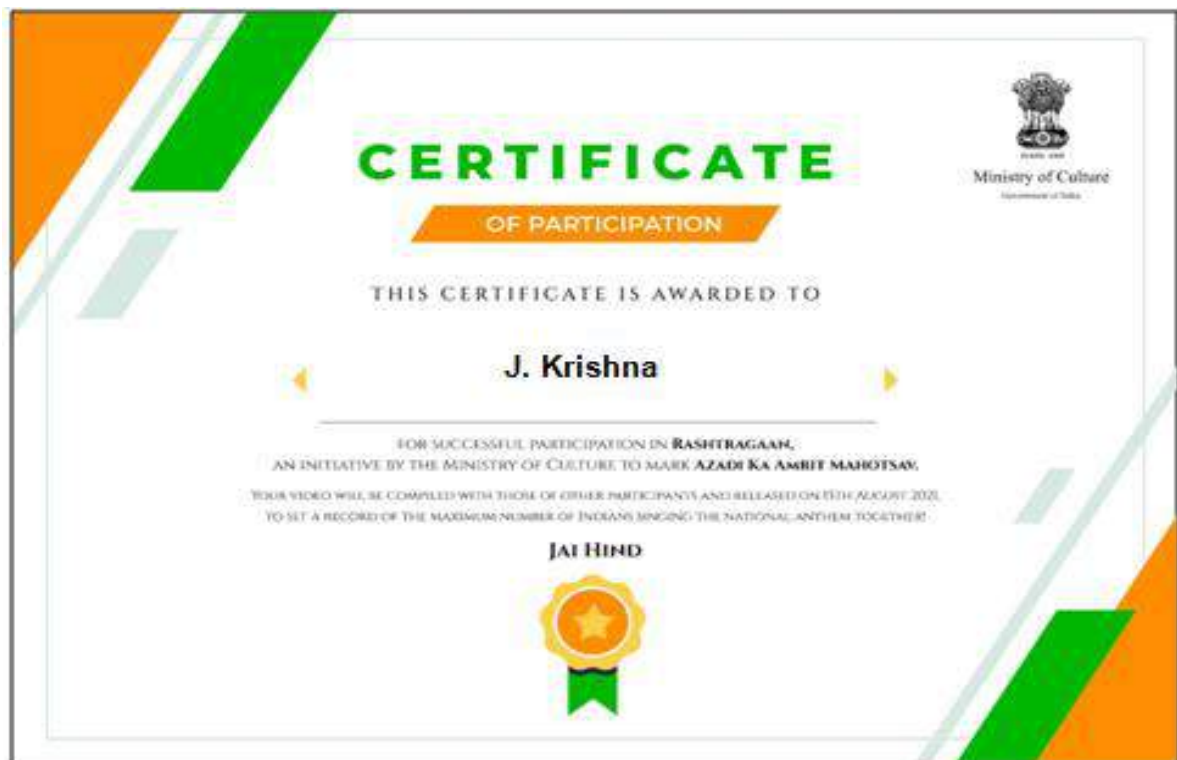 CERTIFICATE
OF PARTICIPATION
Ministry of Culture
Government of India
THIS CERTIFICATE IS AWARDED TO
J. Krishna
FOR SUCCESSFUL PARTICIPATION IN RASHTRAGAAN,
AN INITIATIVE BY THE MINISTRY OF CULTURE TO MARK AZADI KA AMRIT MAHOTSAV.
YOUR VIDEO WILL BE COMPILED WITH THOSE OF OTHER PARTICIPANTS AND RELEASED ON 15TH AUGUST 2021,
TO SET A RECORD OF THE MAXIMUM NUMBER OF INDIANS SINGING THE NATIONAL ANTHEM TOGETHER!
JAI HIND